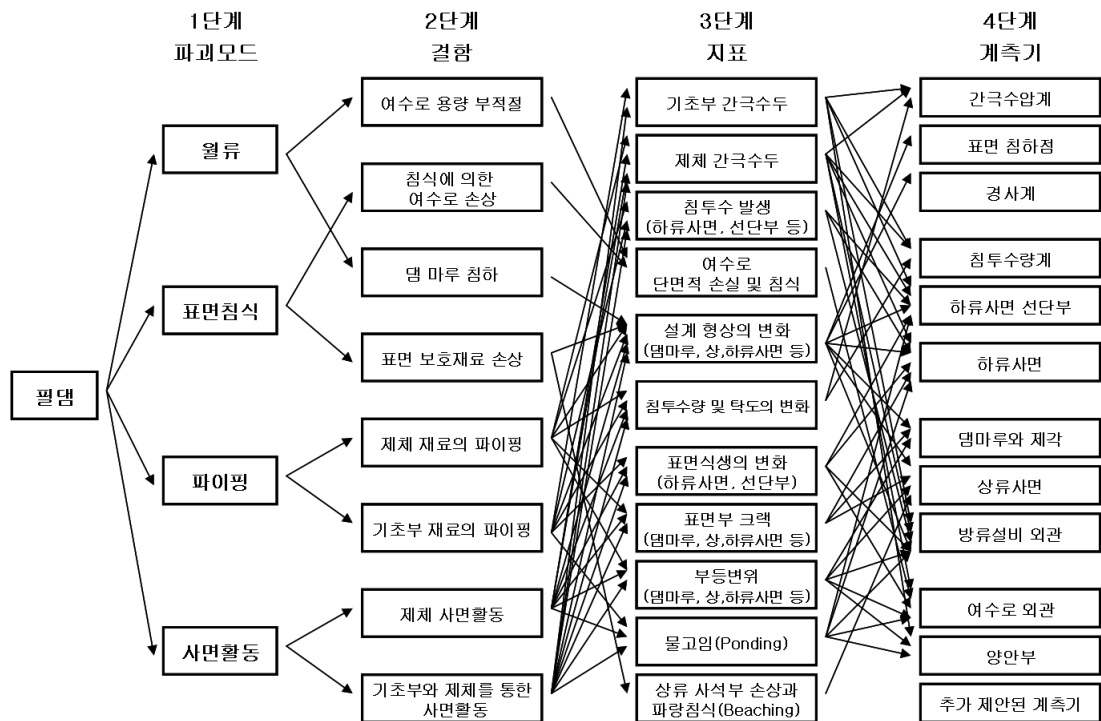 1단계
파괴모드
2단계
결함
3단계
지표
4단계
계측기
필댐
월류
표면침식
파이핑
사면활동
여수로 용량 부적절
침식에 의한
여수로 손상
댐 마루 침하
표면 보호재료 손상
제체 재료의 파이핑
기초부 재료의 파이핑
제체 사면활동
기초부와 제체를 통한
사면활동
기초부 간극수두
제체 간극수두
침투수 발생
(하류사면, 선단부 등)
여수로
단면적 손실 및 침식
설계 형상의 변화
(댐마루, 상,하류사면 등)
침투수량 및 탁도의 변화
표면식생의 변화
(하류사면, 선단부)
표면부 크랙
(댐마루, 상,하류사면 등)
부등변위
(댐마루, 상,하류사면 등)
물고임(Ponding)
상류 사석부 손상과
파랑침식(Beaching)
간극수압계
표면 침하점
경사계
침투수량계
하류사면 선단부
하류사면
댐마루와 제각
상류사면
방류설비 외관
여수로 외관
양안부
추가 제안된 계측기